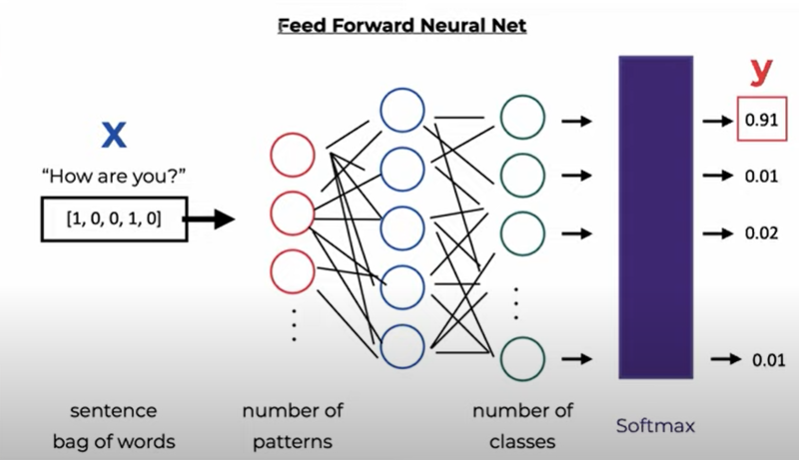 Feed Forward Neural Net
X
y
"How are you?"
[1, 0, 0, 1, 0]
0.91
0.01
0.02
0.01
sentence
bag of words
number of
patterns
number of
classes
Softmax